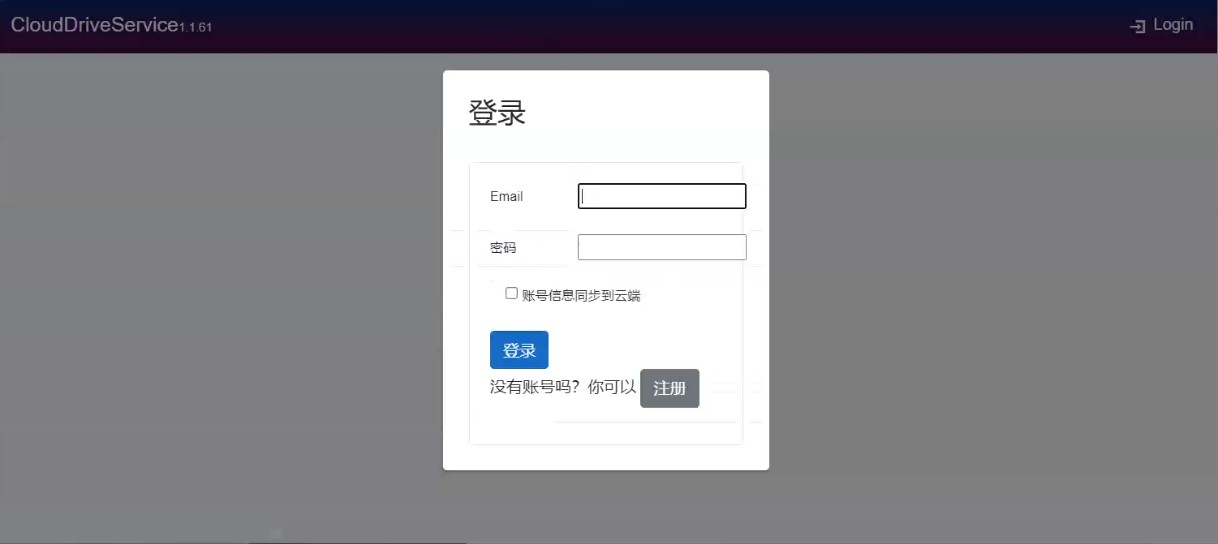 CloudDriveService1.1.61
Login
登录
Email
密码
账号信息同步到云端
登录
没有账号吗？你可以 注册